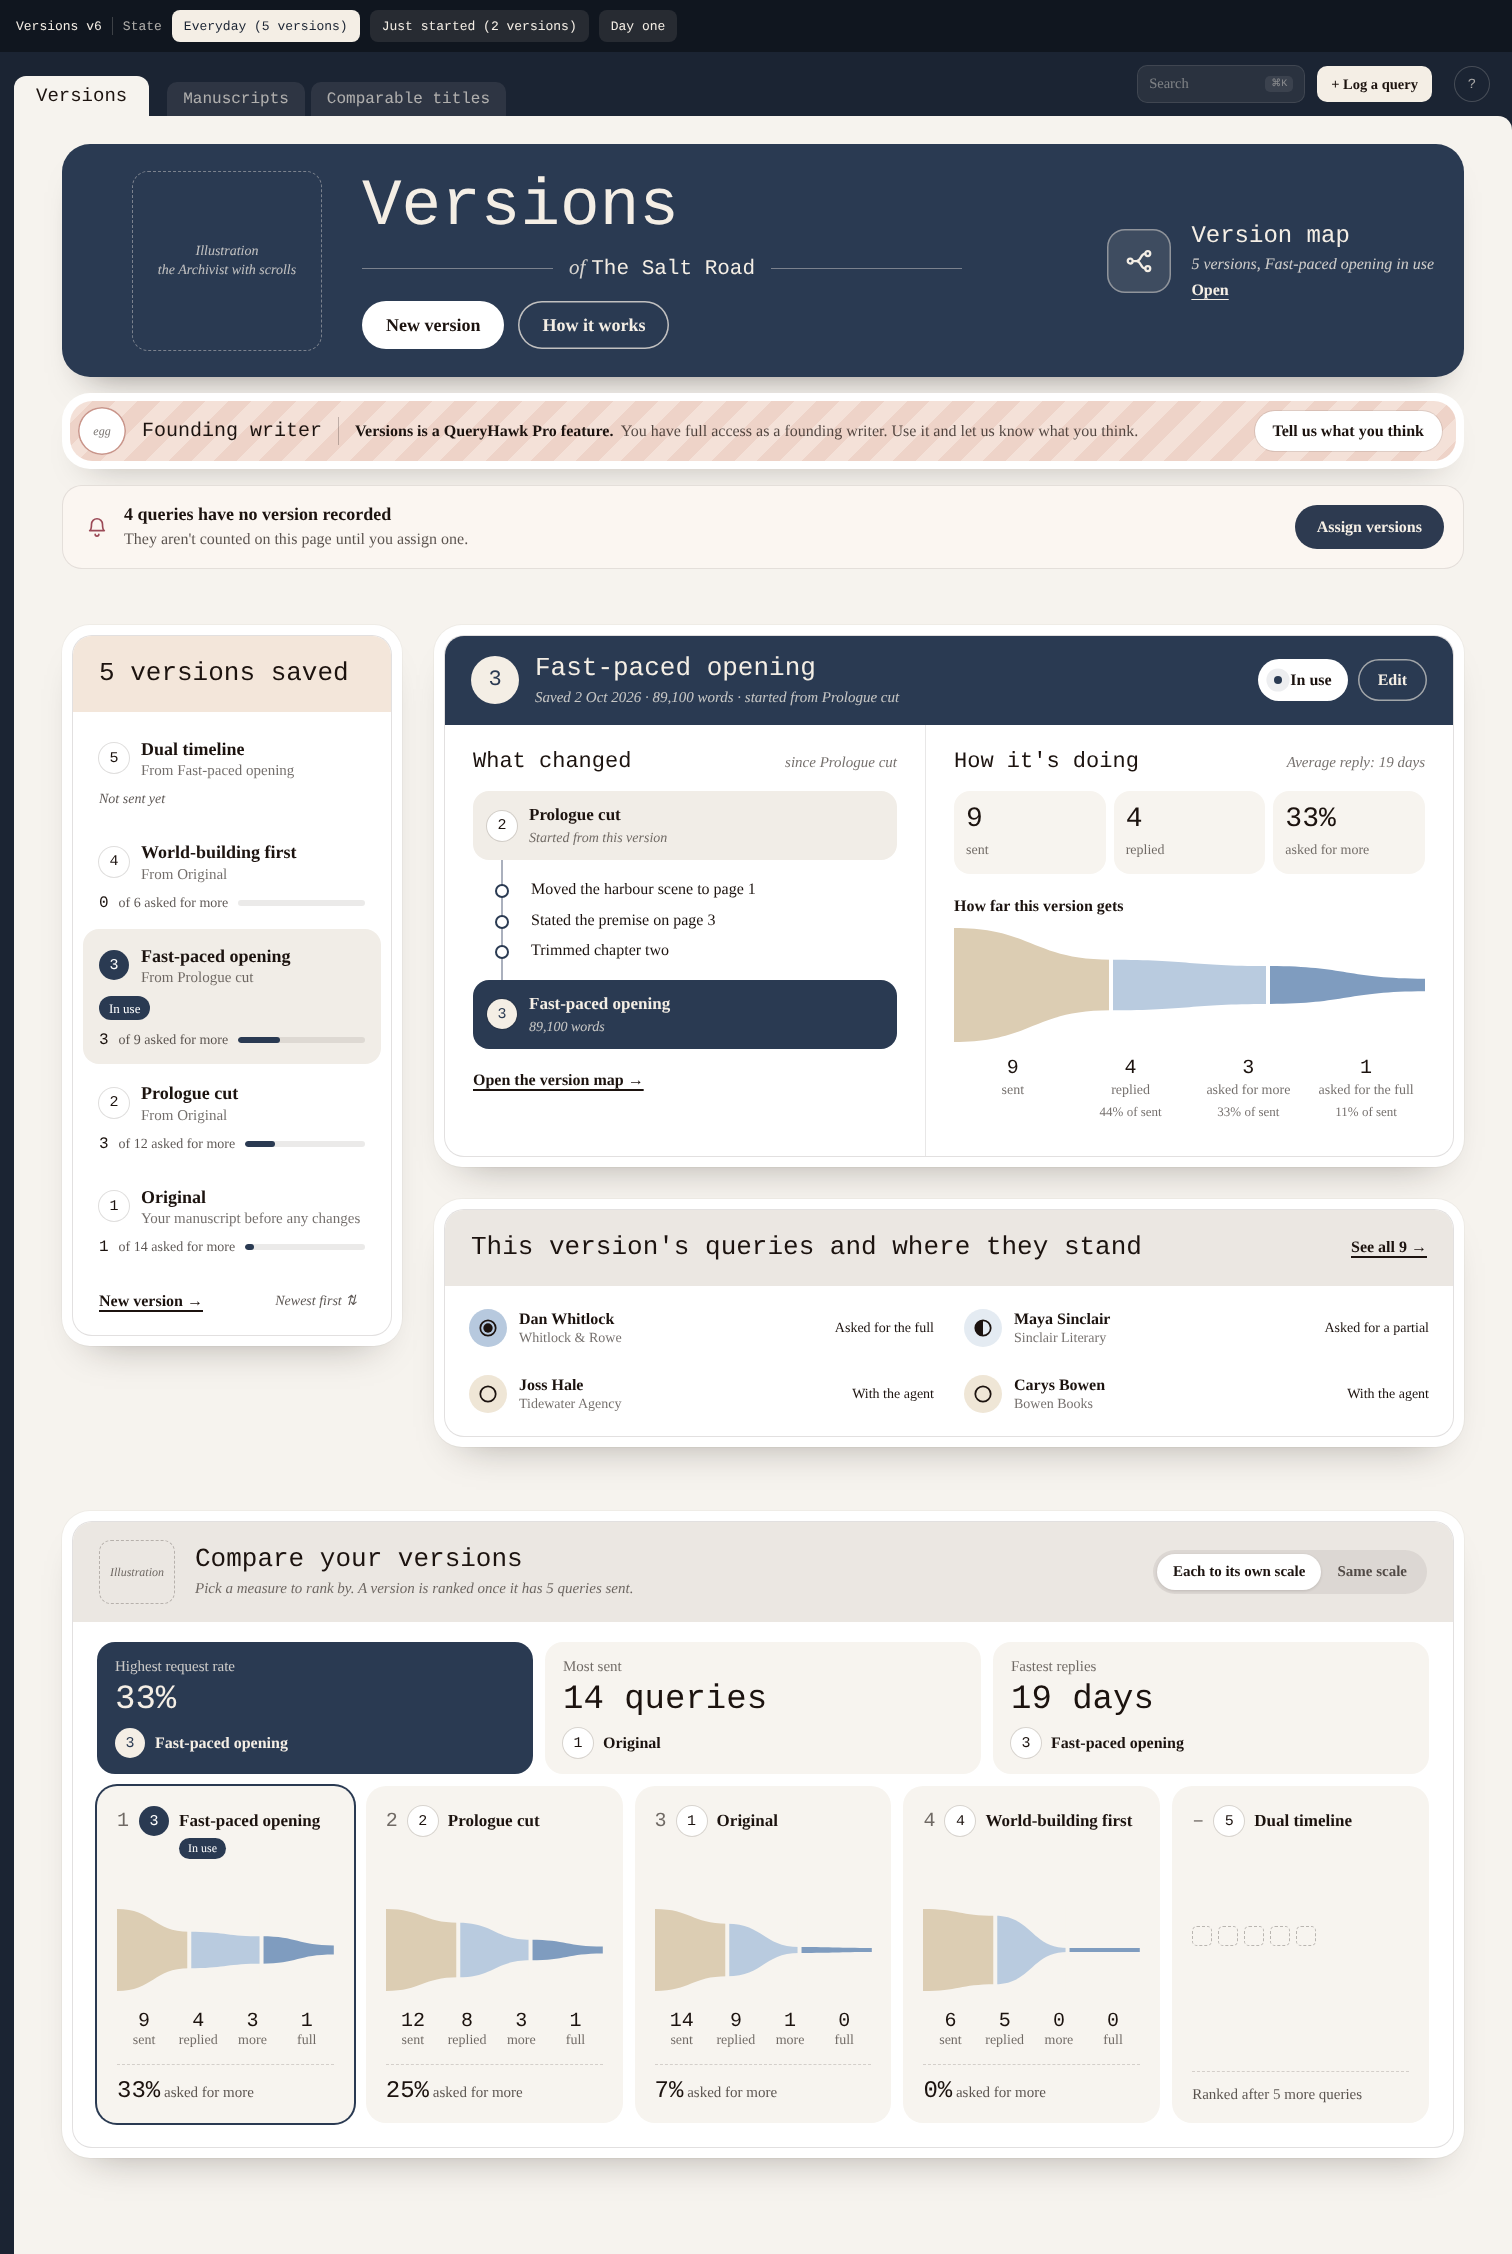 Versions v6
State
Everyday (5 versions)
Just started (2 versions)
Day one
Versions
Manuscripts
Comparable titles
Search
⌘K
+ Log a query
?
Illustration
the Archivist with scrolls
Versions
of The Salt Road
New version
How it works
Version map
5 versions, Fast-paced opening in use
Open
egg
Founding writer
Versions is a QueryHawk Pro feature. You have full access as a founding writer. Use it and let us know what you think.
Tell us what you think
4 queries have no version recorded
They aren't counted on this page until you assign one.
Assign versions
5 versions saved
5
Dual timeline
From Fast-paced opening
Not sent yet
4
World-building first
From Original
0 of 6 asked for more
3
Fast-paced opening
From Prologue cut
In use
3 of 9 asked for more
2
Prologue cut
From Original
3 of 12 asked for more
1
Original
Your manuscript before any changes
1 of 14 asked for more
New version →
Newest first ⇅
3
Fast-paced opening
Saved 2 Oct 2026 · 89,100 words · started from Prologue cut
In use
Edit
What changed
since Prologue cut
2
Prologue cut
Started from this version
Moved the harbour scene to page 1
Stated the premise on page 3
Trimmed chapter two
3
Fast-paced opening
89,100 words
Open the version map →
How it's doing
Average reply: 19 days
9
sent
4
replied
33%
asked for more
How far this version gets
9
sent
4
replied
44% of sent
3
asked for more
33% of sent
1
asked for the full
11% of sent
This version's queries and where they stand
See all 9 →
Dan Whitlock
Whitlock & Rowe
Asked for the full
Maya Sinclair
Sinclair Literary
Asked for a partial
Joss Hale
Tidewater Agency
With the agent
Carys Bowen
Bowen Books
With the agent
Illustration
Compare your versions
Pick a measure to rank by. A version is ranked once it has 5 queries sent.
Each to its own scale
Same scale
Highest request rate
33%
3 Fast-paced opening
Most sent
14 queries
1 Original
Fastest replies
19 days
3 Fast-paced opening
1 3 Fast-paced opening
In use
9 4 3 1
sent replied more full
33% asked for more
2 2 Prologue cut
12 8 3 1
sent replied more full
25% asked for more
3 1 Original
14 9 1 0
sent replied more full
7% asked for more
4 4 World-building first
6 5 0 0
sent replied more full
0% asked for more
– 5 Dual timeline
Ranked after 5 more queries